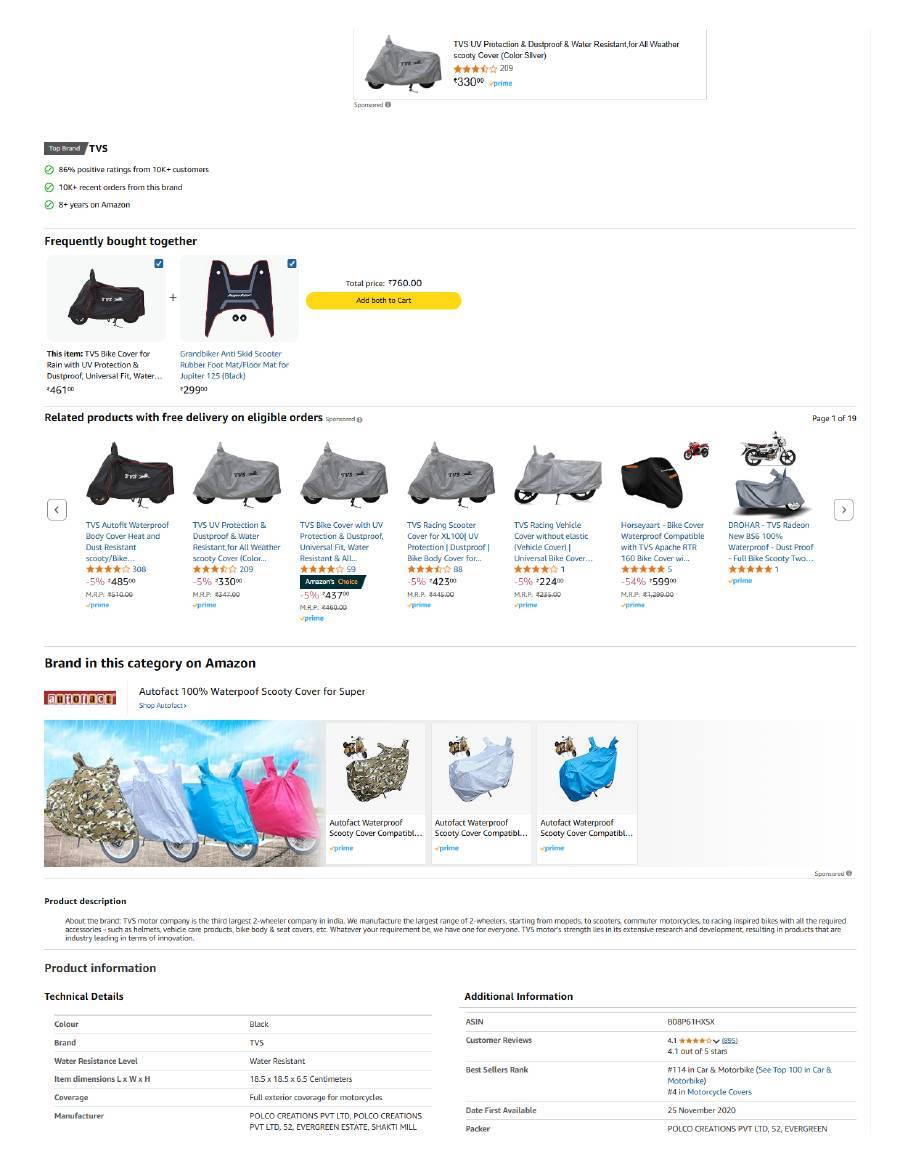 TVS UV Protection & Dustproof & Water Resistant,for All Weather
scooty Cover (Color Silver)
209
₹330⁰⁰ prime
Sponsored
Top Brand TVS
86% positive ratings from 10K+ customers
10K+ recent orders from this brand
8+ years on Amazon
Frequently bought together
+
Total price: ₹760.00
Add both to Cart
This item: TVS Bike Cover for
Rain with UV Protection &
Dustproof, Universal Fit, Water...
₹461⁰⁰
Grandbiker Anti Skid Scooter
Rubber Foot Mat/Floor Mat for
Jupiter 125 (Black)
₹299⁰⁰
Related products with free delivery on eligible orders Sponsored
Page 1 of 19
TVS Autofit Waterproof
Body Cover Heat and
Dust Resistant
scooty/Bike...
308
-5% ₹485⁰⁰
M.R.P: ₹510.00
prime
TVS UV Protection &
Dustproof & Water
Resistant,for All Weather
scooty Cover (Color...
209
-5% ₹330⁰⁰
M.R.P: ₹347.00
prime
TVS Bike Cover with UV
Protection & Dustproof,
Universal Fit, Water
Resistant & All...
59
Amazon's Choice
-5% ₹437⁰⁰
M.R.P: ₹460.00
prime
TVS Racing Scooter
Cover for XL100| UV
Protection | Dustproof |
Bike Body Cover for...
88
-5% ₹423⁰⁰
M.R.P: ₹445.00
prime
TVS Racing Vehicle
Cover without elastic
(Vehicle Cover) |
Universal Bike Cover...
1
-5% ₹224⁰⁰
M.R.P: ₹235.00
prime
Horseyaart - Bike Cover
Waterproof Compatible
with TVS Apache RTR
160 Bike Cover wi...
5
-54% ₹599⁰⁰
M.R.P: ₹1,299.00
prime
DROHAR - TVS Radeon
New BS6 100%
Waterproof - Dust Proof
- Full Bike Scooty Two...
1
prime
Brand in this category on Amazon
autofact
Autofact 100% Waterpoof Scooty Cover for Super
Shop Autofact ›
Autofact Waterproof
Scooty Cover Compatibl...
prime
Autofact Waterproof
Scooty Cover Compatibl...
prime
Autofact Waterproof
Scooty Cover Compatibl...
prime
Sponsored
Product description
About the brand: TVS motor company is the third largest 2-wheeler company in india. We manufacture the largest range of 2-wheelers, starting from mopeds, to scooters, commuter motorcycles, to racing inspired bikes with all the required
accessories - such as helmets, vehicle care products, bike body & seat covers, etc. Whatever your requirement be, we have one for everyone. TVS motor's strength lies in its extensive research and development, resulting in products that are
industry leading in terms of innovation.
Product information
Technical Details
Colour Black
Brand TVS
Water Resistance Level Water Resistant
Item dimensions L x W x H 18.5 x 18.5 x 6.5 Centimeters
Coverage Full exterior coverage for motorcycles
Manufacturer POLCO CREATIONS PVT LTD, POLCO CREATIONS
PVT LTD, 52, EVERGREEN ESTATE, SHAKTI MILL
Additional Information
ASIN B08P61HXSX
Customer Reviews 4.1 (895)
4.1 out of 5 stars
Best Sellers Rank #114 in Car & Motorbike (See Top 100 in Car &
Motorbike)
#4 in Motorcycle Covers
Date First Available 25 November 2020
Packer POLCO CREATIONS PVT LTD, 52, EVERGREEN